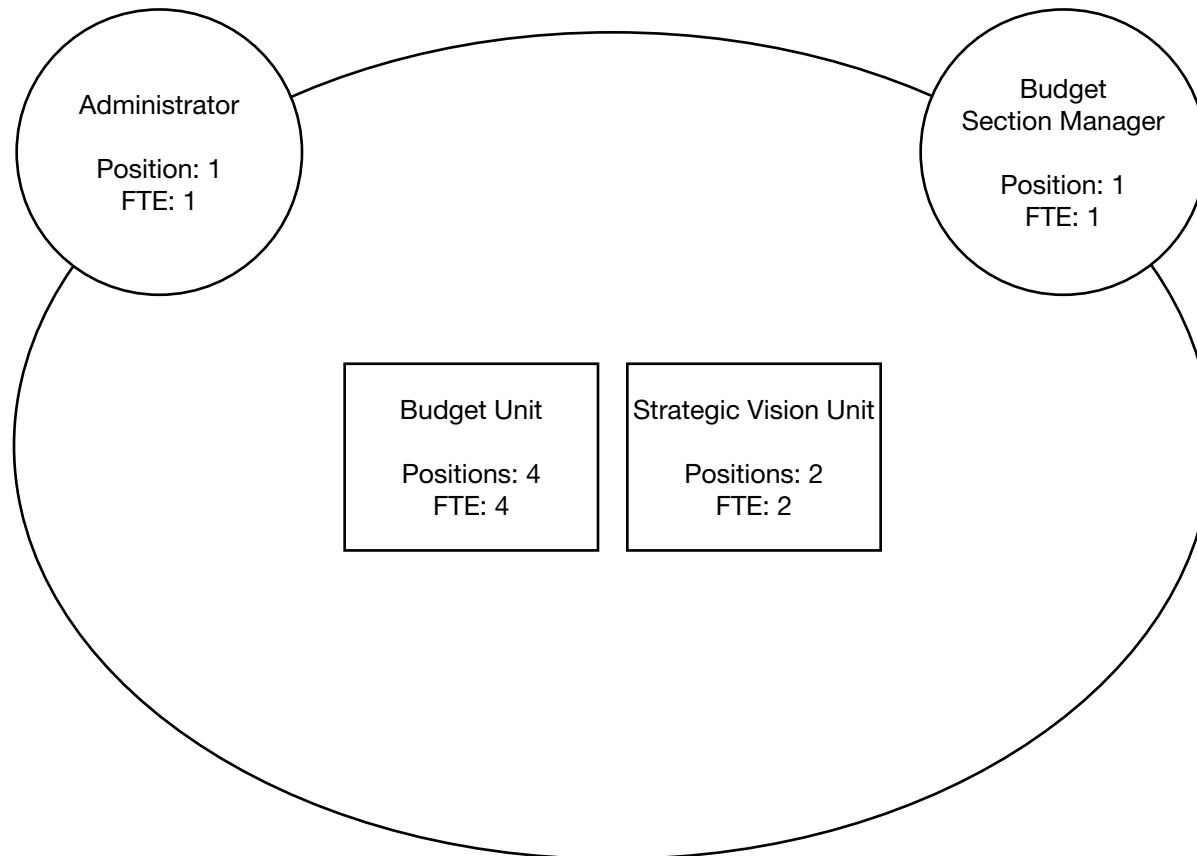 Administrator
Position: 1
FTE: 1
Budget
Section Manager
Position: 1
FTE: 1
Budget Unit
Positions: 4
FTE: 4
Strategic Vision Unit
Positions: 2
FTE: 2